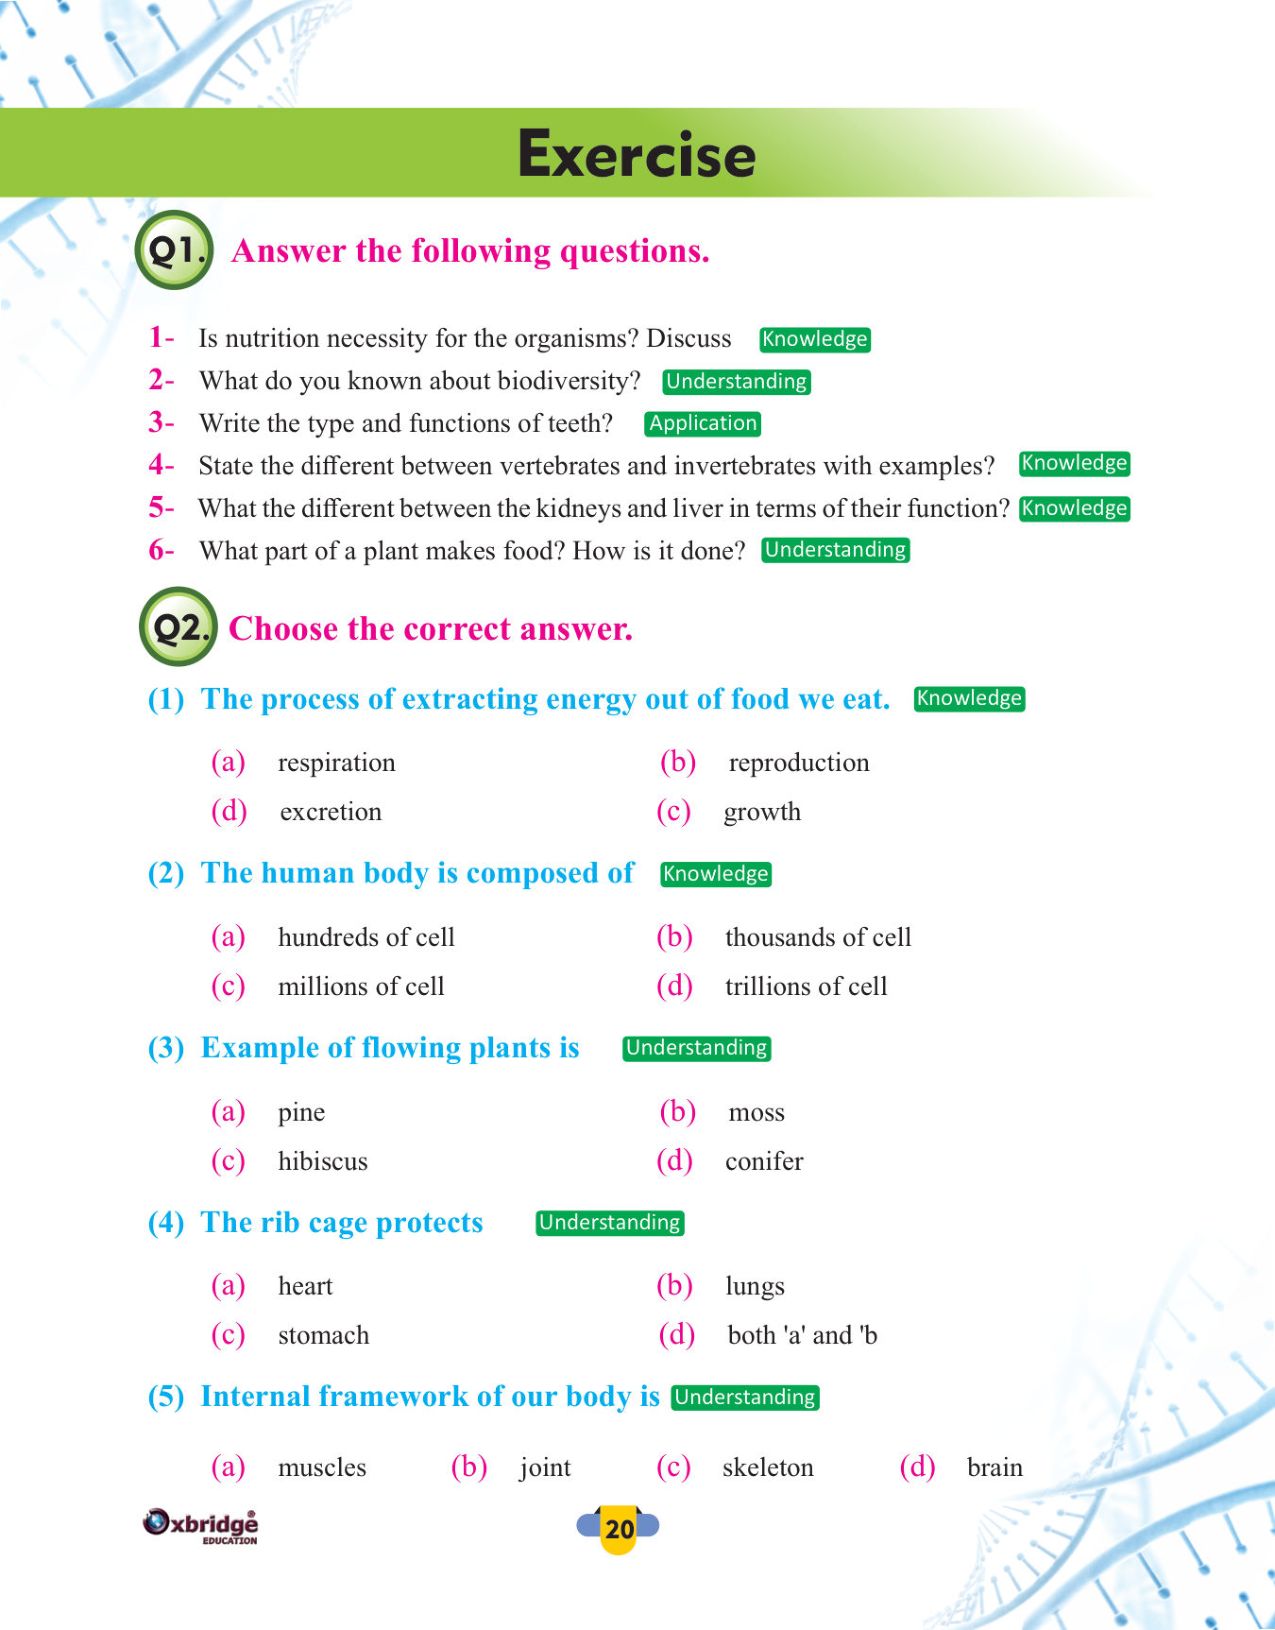 Exercise
Q1. Answer the following questions.
1- Is nutrition necessity for the organisms? Discuss Knowledge
2- What do you known about biodiversity? Understanding
3- Write the type and functions of teeth? Application
4- State the different between vertebrates and invertebrates with examples? Knowledge
5- What the different between the kidneys and liver in terms of their function? Knowledge
6- What part of a plant makes food? How is it done? Understanding
Q2. Choose the correct answer.
(1) The process of extracting energy out of food we eat. Knowledge
(a) respiration (b) reproduction
(d) excretion (c) growth
(2) The human body is composed of Knowledge
(a) hundreds of cell (b) thousands of cell
(c) millions of cell (d) trillions of cell
(3) Example of flowing plants is Understanding
(a) pine (b) moss
(c) hibiscus (d) conifer
(4) The rib cage protects Understanding
(a) heart (b) lungs
(c) stomach (d) both 'a' and 'b
(5) Internal framework of our body is Understanding
(a) muscles (b) joint (c) skeleton (d) brain
Oxbridge®
EDUCATION
20